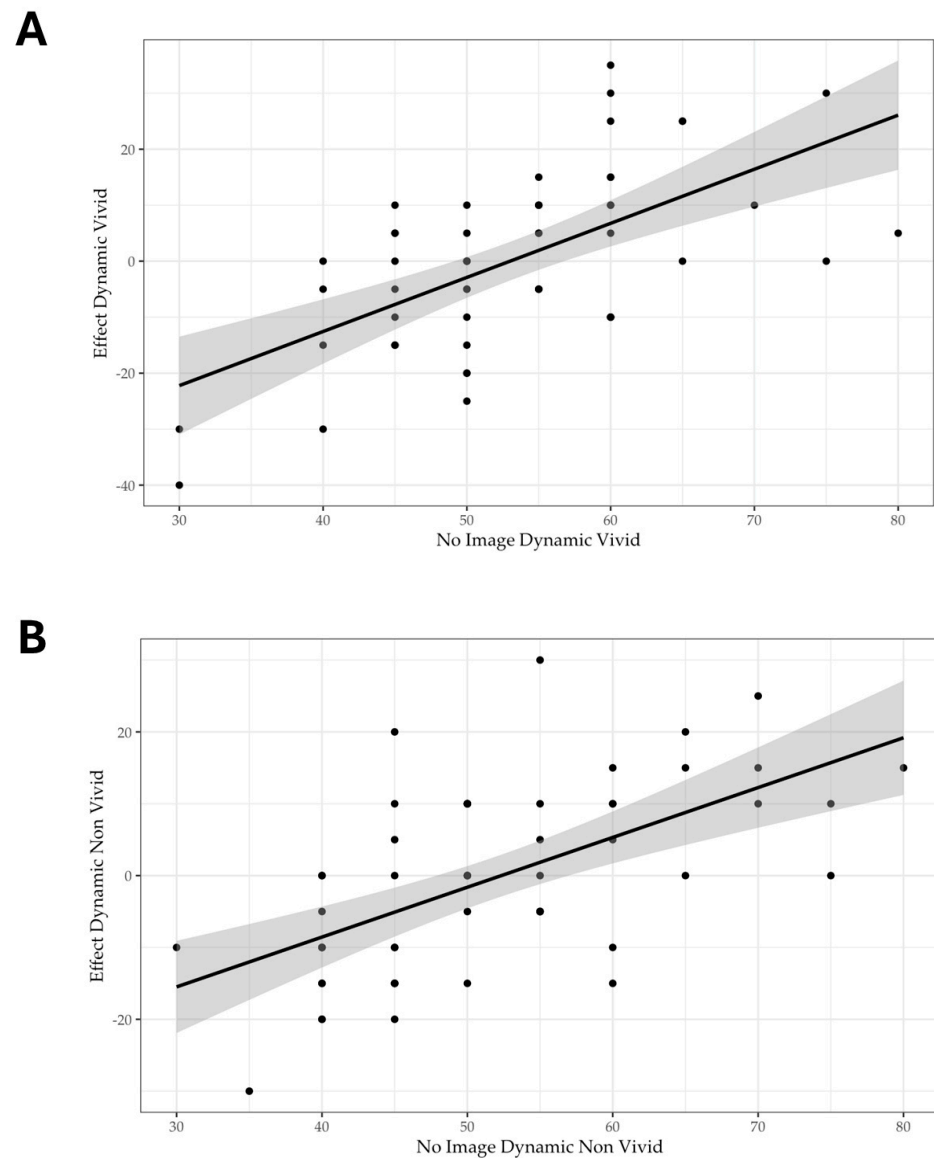 A
20
0
-20
-40
Effect Dynamic Vivid
30 40 50 60 70 80
No Image Dynamic Vivid
B
20
0
-20
Effect Dynamic Non Vivid
30 40 50 60 70 80
No Image Dynamic Non Vivid